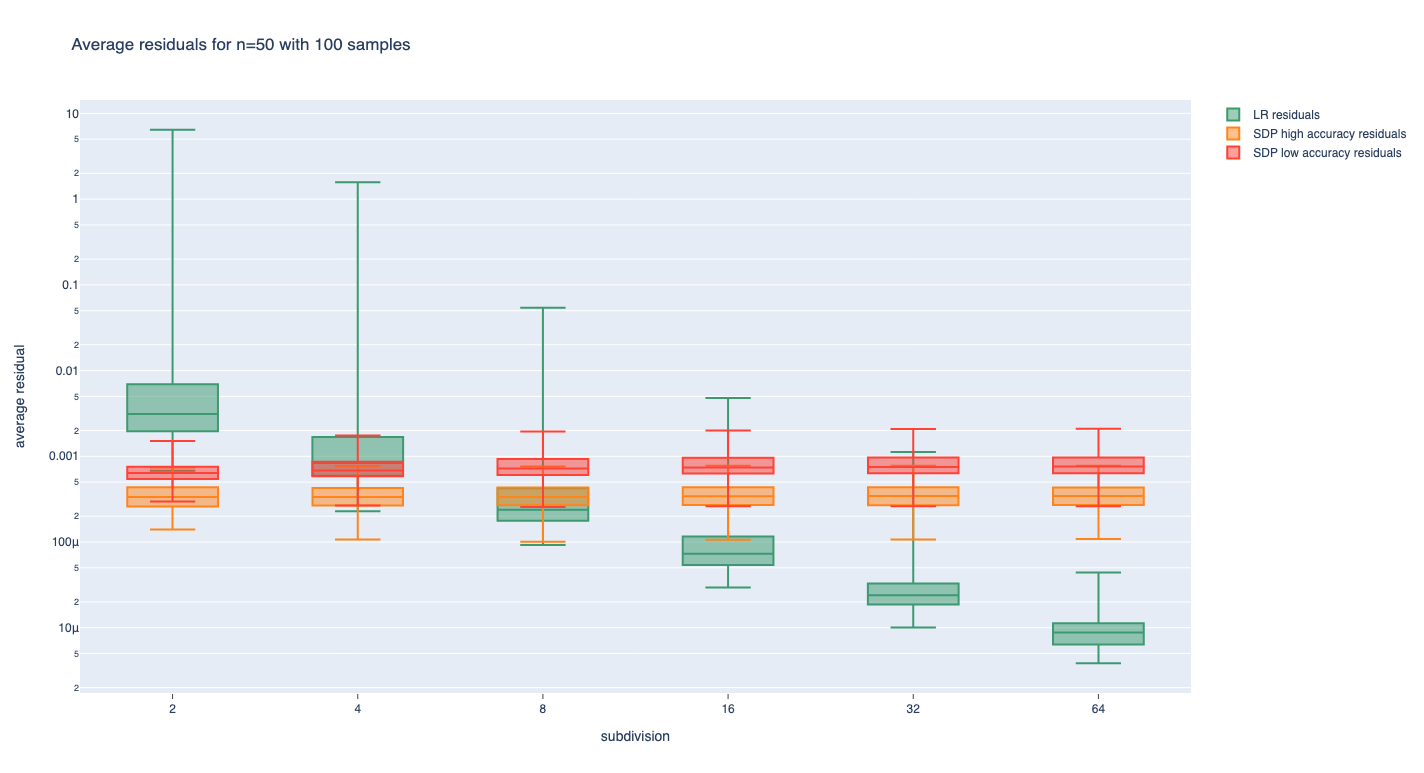 Average residuals for n=50 with 100 samples
10
5
2
1
5
2
0.1
5
2
0.01
5
2
0.001
5
2
100μ
5
2
10μ
5
2
average residual
2 4 8 16 32 64
subdivision
LR residuals
SDP high accuracy residuals
SDP low accuracy residuals